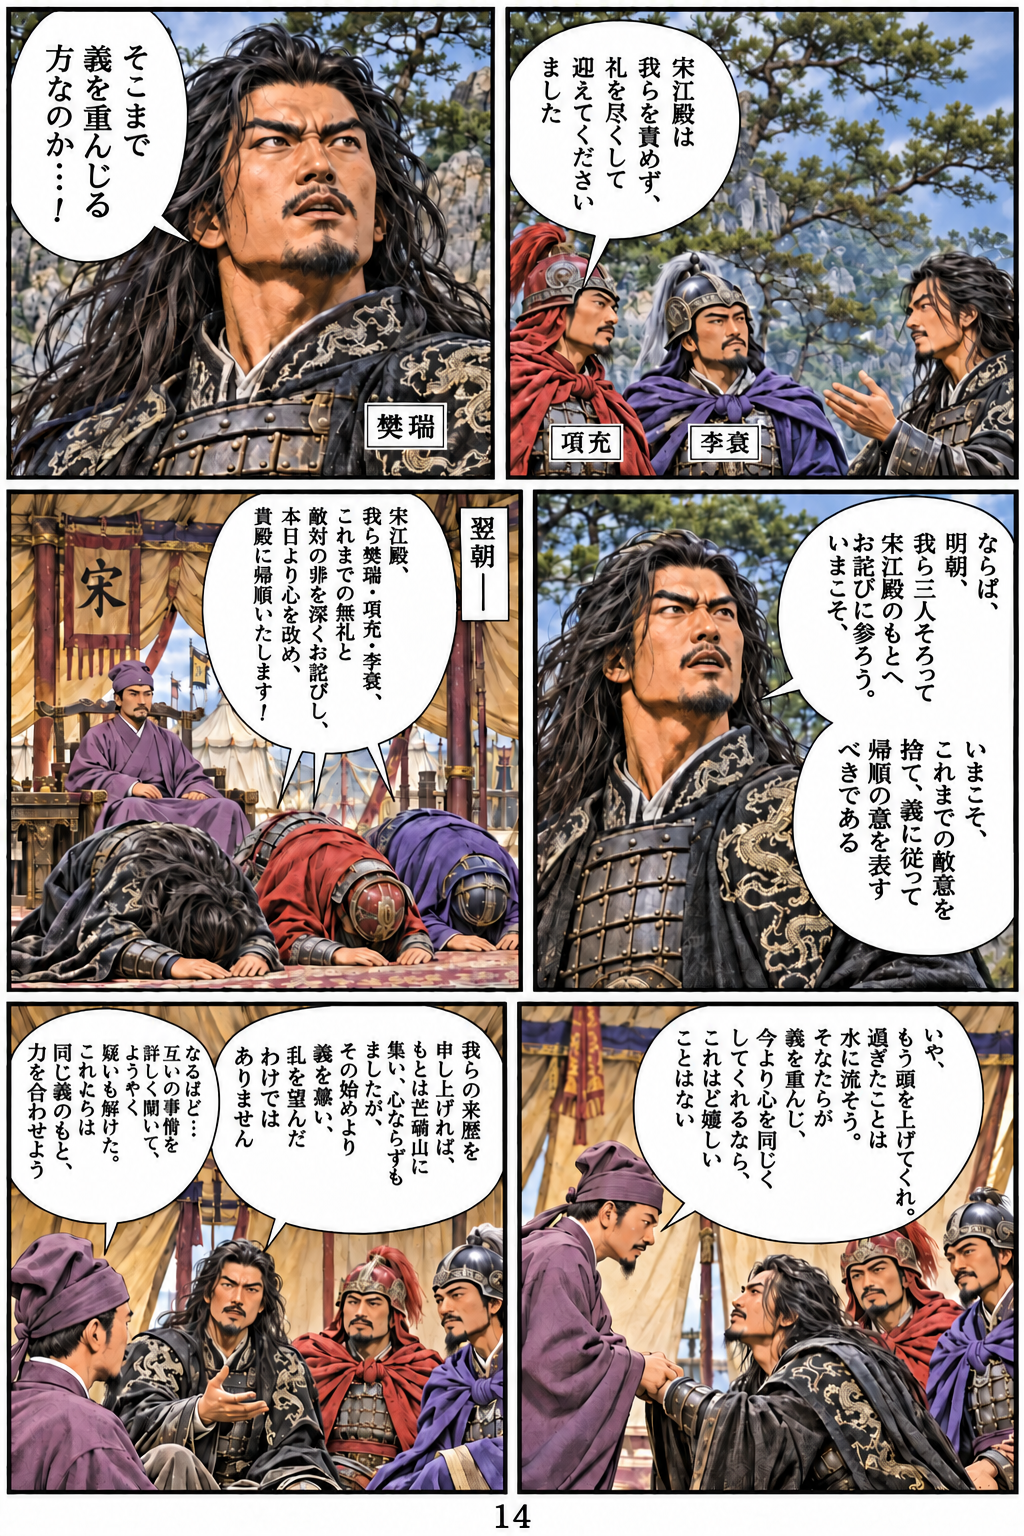 宋江殿は
我らを責めず、
礼を尽くして
迎えてください
ました
項充
李袞
そこまで
義を重んじる
方なのか…！
樊瑞
ならば、
明朝、
我ら三人そろって
宋江殿のもとへ
お詫びに参ろう。
いまこそ、
いまこそ、
これまでの敵意を
捨て、義に従って
帰順の意を表す
べきである
翌朝―
宋江殿、
我ら樊瑞・項充・李袞、
これまでの無礼と
敵対の罪を深くお詫びし、
本日より心を改め、
貴殿に帰順いたします！
宋
いや、
もう頭を上げてくれ。
過ぎたことは
水に流そう。
そなたらが
義を重んじ、
今より心を同じく
してくれるなら、
これほど嬉しい
ことはない
我らの来歴を
申し上げれば、
もとは芒碭山に
集い、心ならずも
ましたが、
その始めより
義を慕い、
乱を望んだ
わけでは
ありません
なるほど…
互いの事情を
詳しく聞いて、
ようやく
疑いも解けた。
これからは
同じ義のもと、
力を合わせよう
14